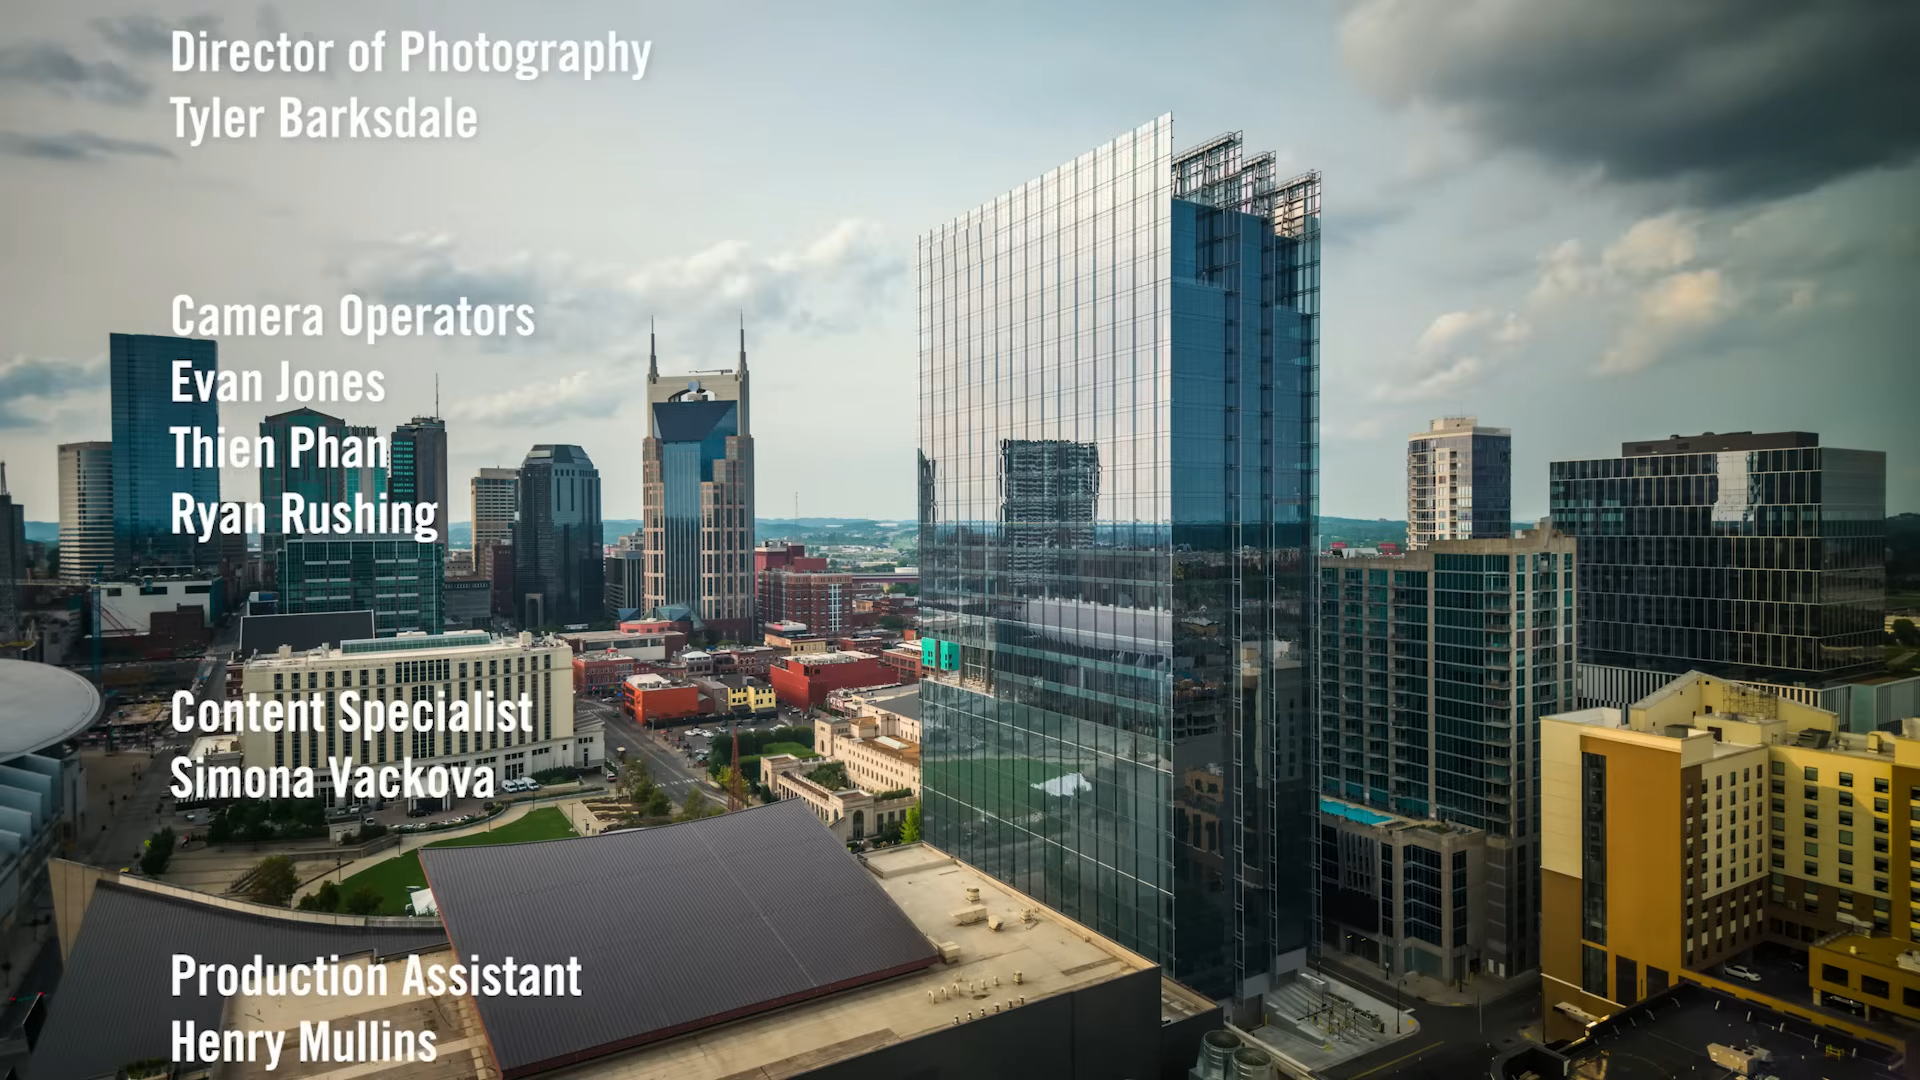 Director of Photography
Tyler Barksdale
Camera Operators
Evan Jones
Thien Phan
Ryan Rushing
Content Specialist
Simona Vackova
Production Assistant
Henry Mullins